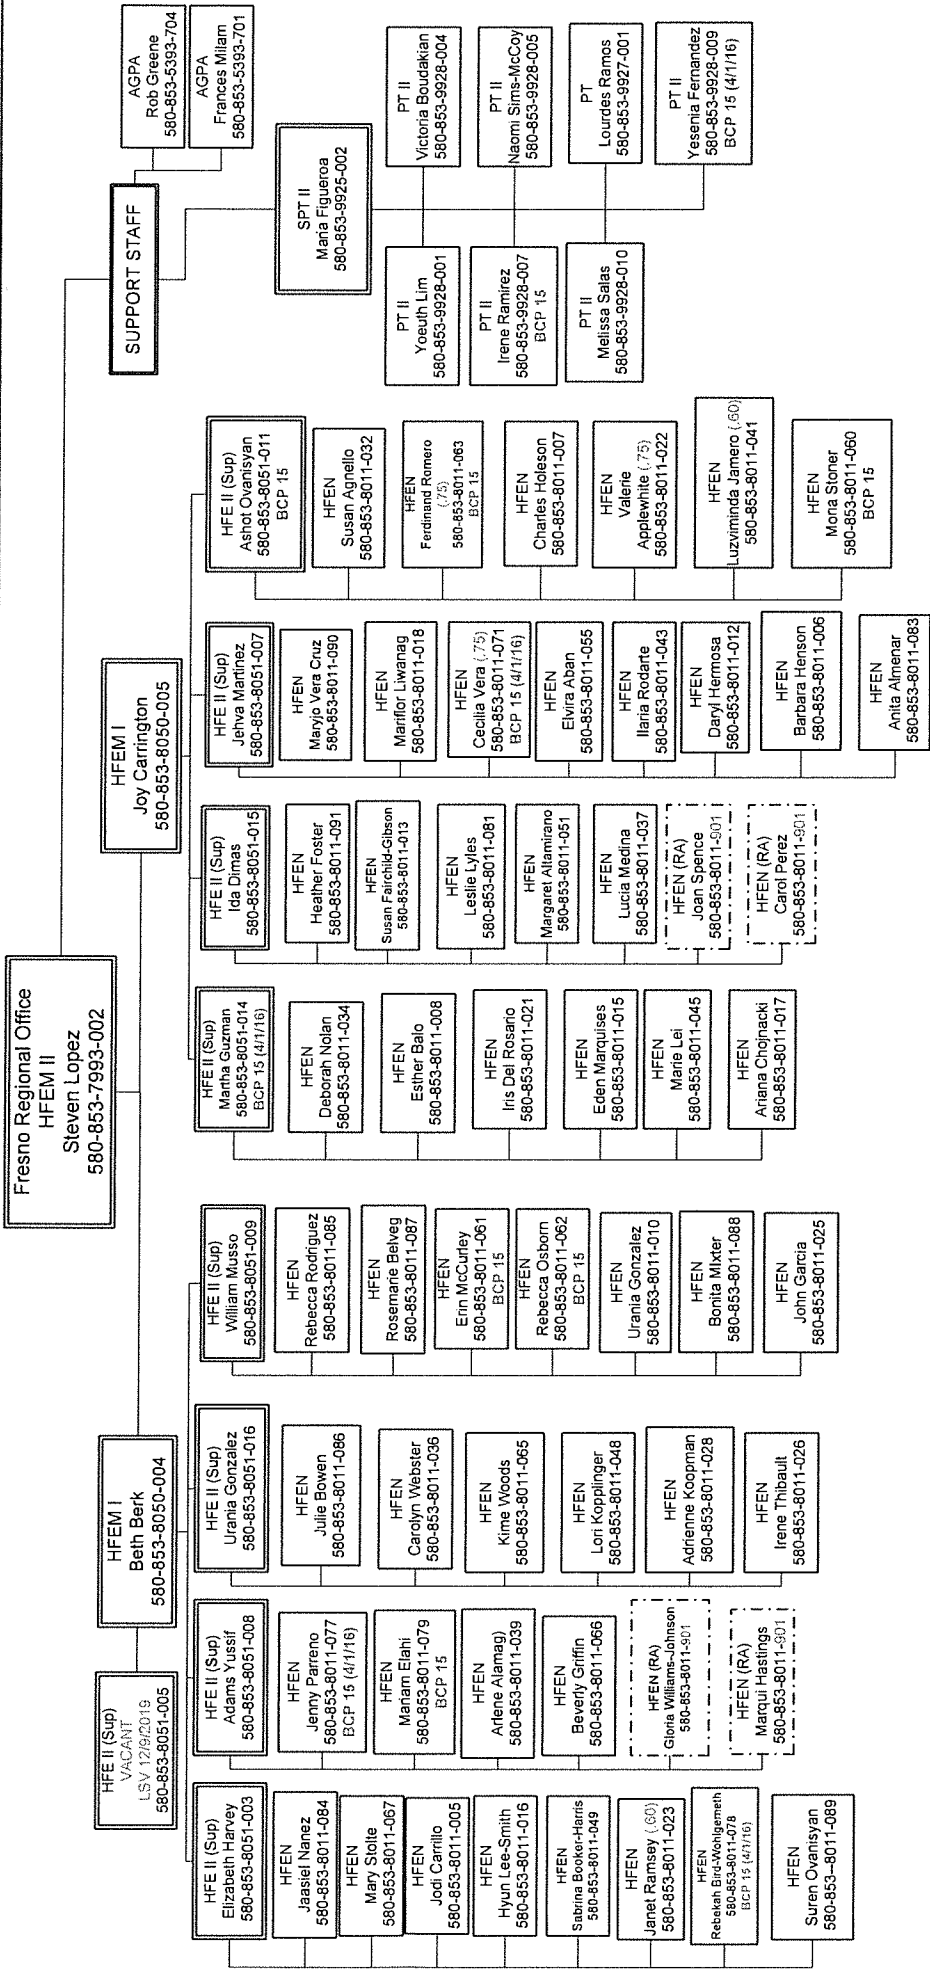 Fresno Regional Office
HFEM II
Steven Lopez
580-853-7993-002
HFEM I
Beth Berk
580-853-8050-004
HFE II (Sup)
VACANT
LSV 12/9/2019
580-853-8051-005
HFE II (Sup)
Elizabeth Harvey
580-853-8051-003
HFEN
Jaasiel Nanez
580-853-8011-084
HFEN
Mary Stolte
580-853-8011-067
HFEN
Jodi Carrillo
580-853-8011-005
HFEN
Hyun Lee-Smith
580-853-8011-016
HFEN
Sabrina Booker-Harris
580-853-8011-049
HFEN
Janet Ramsey (.60)
580-853-8011-023
HFEN
Rebekah Bird-Wohlgemeth
580-853-8011-078
BCP 15 (4/1/16)
HFEN
Suren Ovanisyan
580-853--8011-089
HFE II (Sup)
Adams Yussif
580-853-8051-008
HFEN
Jenny Parreno
580-853-8011-077
BCP 15 (4/1/16)
HFEN
Mariam Elahi
580-853-8011-079
BCP 15
HFEN
Arlene Alamag)
580-853-8011-039
HFEN
Beverly Griffin
580-853-8011-066
HFEN (RA)
Gloria Williams-Johnson
580-853-8011-901
HFEN (RA)
Marqui Hastings
580-853-8011-901
HFE II (Sup)
Urania Gonzalez
580-853-8051-016
HFEN
Julie Bowen
580-853-8011-086
HFEN
Carolyn Webster
580-853-8011-036
HFEN
Kime Woods
580-853-8011-065
HFEN
Lori Kopplinger
580-853-8011-048
HFEN
Adrienne Koopman
580-853-8011-028
HFEN
Irene Thibault
580-853-8011-026
HFE II (Sup)
William Musso
580-853-8051-009
HFEN
Rebecca Rodriguez
580-853-8011-085
HFEN
Rosemarie Belveg
580-853-8011-087
HFEN
Erin McCurley
580-853-8011-061
BCP 15
HFEN
Rebecca Osborn
580-853-8011-062
BCP 15
HFEN
Urania Gonzalez
580-853-8011-010
HFEN
Bonita MIxter
580-853-8011-088
HFEN
John Garcia
580-853-8011-025
HFEM I
Joy Carrington
580-853-8050-005
HFE II (Sup)
Martha Guzman
580-853-8051-014
BCP 15 (4/1/16)
HFEN
Deborah Nolan
580-853-8011-034
HFEN
Esther Balo
580-853-8011-008
HFEN
Iris Del Rosario
580-853-8011-021
HFEN
Eden Marquises
580-853-8011-015
HFEN
Marie Lei
580-853-8011-045
HFEN
Ariana Chojnacki
580-853-8011-017
HFE II (Sup)
Ida Dimas
580-853-8051-015
HFEN
Heather Foster
580-853-8011-091
HFEN
Susan Fairchild-Gibson
580-853-8011-013
HFEN
Leslie Lyles
580-853-8011-081
HFEN
Margaret Altamirano
580-853-8011-051
HFEN
Lucia Medina
580-853-8011-037
HFEN (RA)
Joan Spence
580-853-8011-901
HFEN (RA)
Carol Perez
580-853-8011-901
HFE II (Sup)
Jehva Martinez
580-853-8051-007
HFEN
Maryjo Vera Cruz
580-853-8011-090
HFEN
Mariflor Liwanag
580-853-8011-018
HFEN
Cecilia Vera (.75)
580-853-8011-071
BCP 15 (4/1/16)
HFEN
Elvira Aban
580-853-8011-055
HFEN
Ilaria Rodarte
580-853-8011-043
HFEN
Daryl Hermosa
580-853-8011-012
HFEN
Barbara Henson
580-853-8011-006
HFEN
Anita Almenar
580-853-8011-083
HFE II (Sup)
Ashot Ovanisyan
580-853-8051-011
BCP 15
HFEN
Susan Agnello
580-853-8011-032
HFEN
Ferdinand Romero
(.75)
580-853-8011-063
BCP 15
HFEN
Charles Holeson
580-853-8011-007
HFEN
Valerie
Applewhite (.75)
580-853-8011-022
HFEN
Luzviminda Jamero (.60)
580-853-8011-041
HFEN
Mona Stoner
580-853-8011-060
BCP 15
SUPPORT STAFF
AGPA
Rob Greene
580-853-5393-704
AGPA
Frances Milam
580-853-5393-701
SPT II
Maria Figueroa
580-853-9925-002
PT II
Yoeuth Lim
580-853-9928-001
PT II
Victoria Boudakian
580-853-9928-004
PT II
Irene Ramirez
580-853-9928-007
BCP 15
PT II
Naomi Sims-McCoy
580-853-9928-005
PT II
Melissa Salas
580-853-9928-010
PT
Lourdes Ramos
580-853-9927-001
PT II
Yesenia Fernandez
580-853-9928-009
BCP 15 (4/1/16)